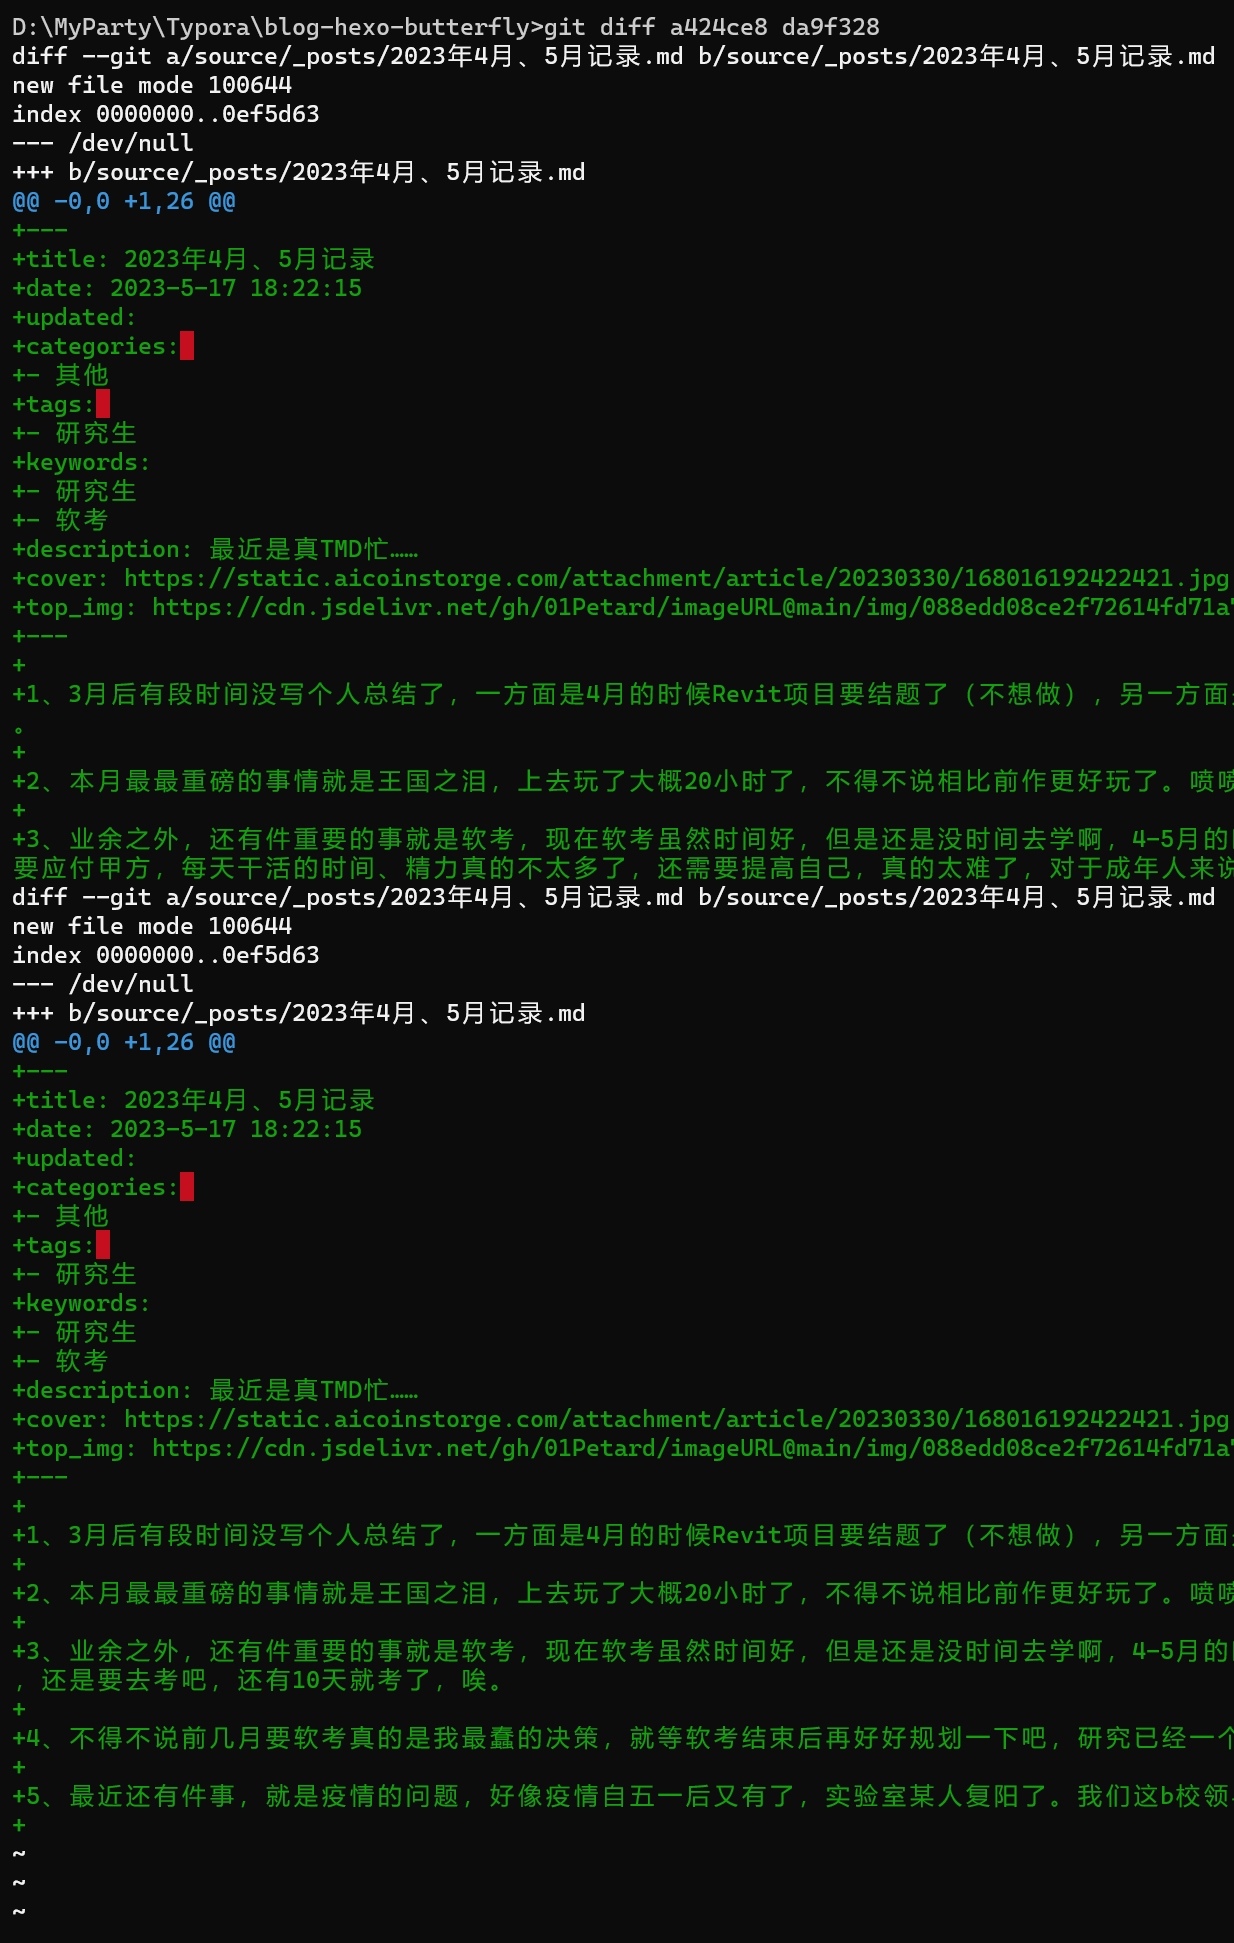 D:\MyParty\Typora\blog-hexo-butterfly>git diff a424ce8 da9f328
diff --git a/source/_posts/2023年4月、5月记录.md b/source/_posts/2023年4月、5月记录.md
new file mode 100644
index 0000000..0ef5d63
--- /dev/null
+++ b/source/_posts/2023年4月、5月记录.md
@@ -0,0 +1,26 @@
+---
+title: 2023年4月、5月记录
+date: 2023-5-17 18:22:15
+updated:
+categories:
+- 其他
+tags:
+- 研究生
+keywords:
+- 研究生
+- 软考
+description: 最近是真TMD忙……
+cover: https://static.aicoinstorge.com/attachment/article/20230330/168016192422421.jpg
+top_img: https://cdn.jsdelivr.net/gh/01Petard/imageURL@main/img/088edd08ce2f72614fd71a
+---
+
+1、3月后有段时间没写个人总结了，一方面是4月的时候Revit项目要结题了（不想做），另一方面
。
+
+2、本月最最重磅的事情就是王国之泪，上去玩了大概20小时了，不得不说相比前作更好玩了。喷
+
+3、业余之外，还有件重要的事就是软考，现在软考虽然时间好，但是还是没时间去学啊，4-5月的
要应付甲方，每天干活的时间、精力真的不太多了，还需要提高自己，真的太难了，对于成年人来说
diff --git a/source/_posts/2023年4月、5月记录.md b/source/_posts/2023年4月、5月记录.md
new file mode 100644
index 0000000..0ef5d63
--- /dev/null
+++ b/source/_posts/2023年4月、5月记录.md
@@ -0,0 +1,26 @@
+---
+title: 2023年4月、5月记录
+date: 2023-5-17 18:22:15
+updated:
+categories:
+- 其他
+tags:
+- 研究生
+keywords:
+- 研究生
+- 软考
+description: 最近是真TMD忙……
+cover: https://static.aicoinstorge.com/attachment/article/20230330/168016192422421.jpg
+top_img: https://cdn.jsdelivr.net/gh/01Petard/imageURL@main/img/088edd08ce2f72614fd71a
+---
+
+1、3月后有段时间没写个人总结了，一方面是4月的时候Revit项目要结题了（不想做），另一方面
+
+2、本月最最重磅的事情就是王国之泪，上去玩了大概20小时了，不得不说相比前作更好玩了。喷
+
+3、业余之外，还有件重要的事就是软考，现在软考虽然时间好，但是还是没时间去学啊，4-5月的
，还是要去考吧，还有10天就考了，唉。
+
+4、不得不说前几月要软考真的是我最蠢的决策，就等软考结束后再好好规划一下吧，研究已经一个
+
+5、最近还有件事，就是疫情的问题，好像疫情自五一后又有了，实验室某人复阳了。我们这b校领
+
~
~
~